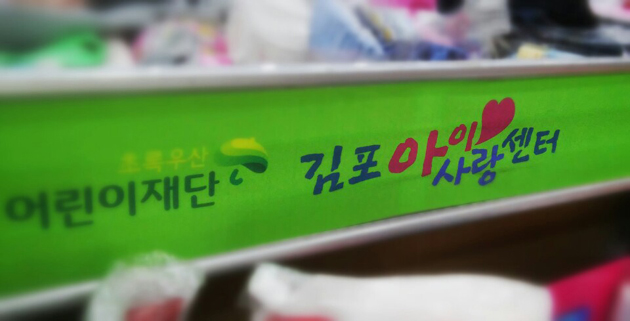 초록우산
어린이재단
김포 아이
사랑센터